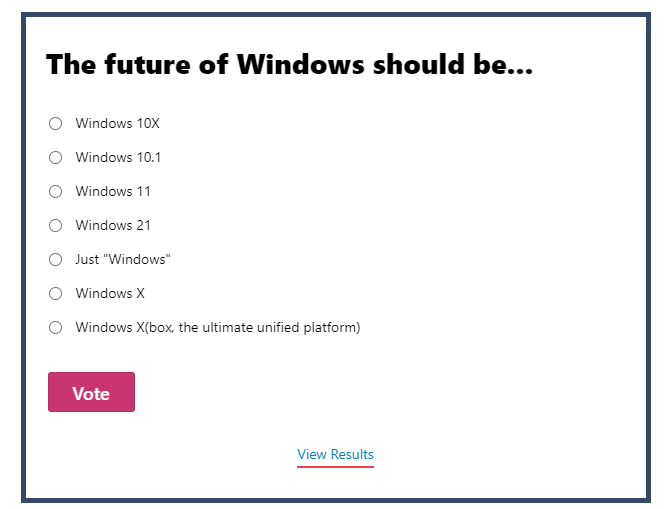 The future of Windows should be...
Windows 10X
Windows 10.1
Windows 11
Windows 21
Just "Windows"
Windows X
Windows X(box, the ultimate unified platform)
Vote
View Results